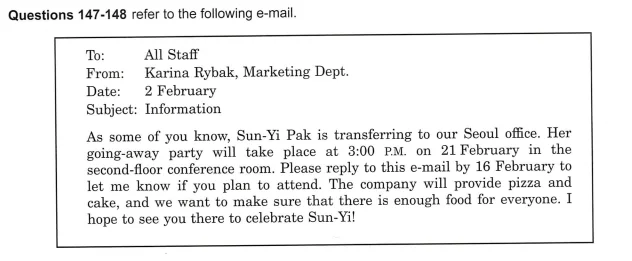 Questions 147-148 refer to the following e-mail.
To: All Staff
From: Karina Rybak, Marketing Dept.
Date: 2 February
Subject: Information
As some of you know, Sun-Yi Pak is transferring to our Seoul office. Her
going-away party will take place at 3:00 P.M. on 21 February in the
second-floor conference room. Please reply to this e-mail by 16 February to
let me know if you plan to attend. The company will provide pizza and
cake, and we want to make sure that there is enough food for everyone. I
hope to see you there to celebrate Sun-Yi!